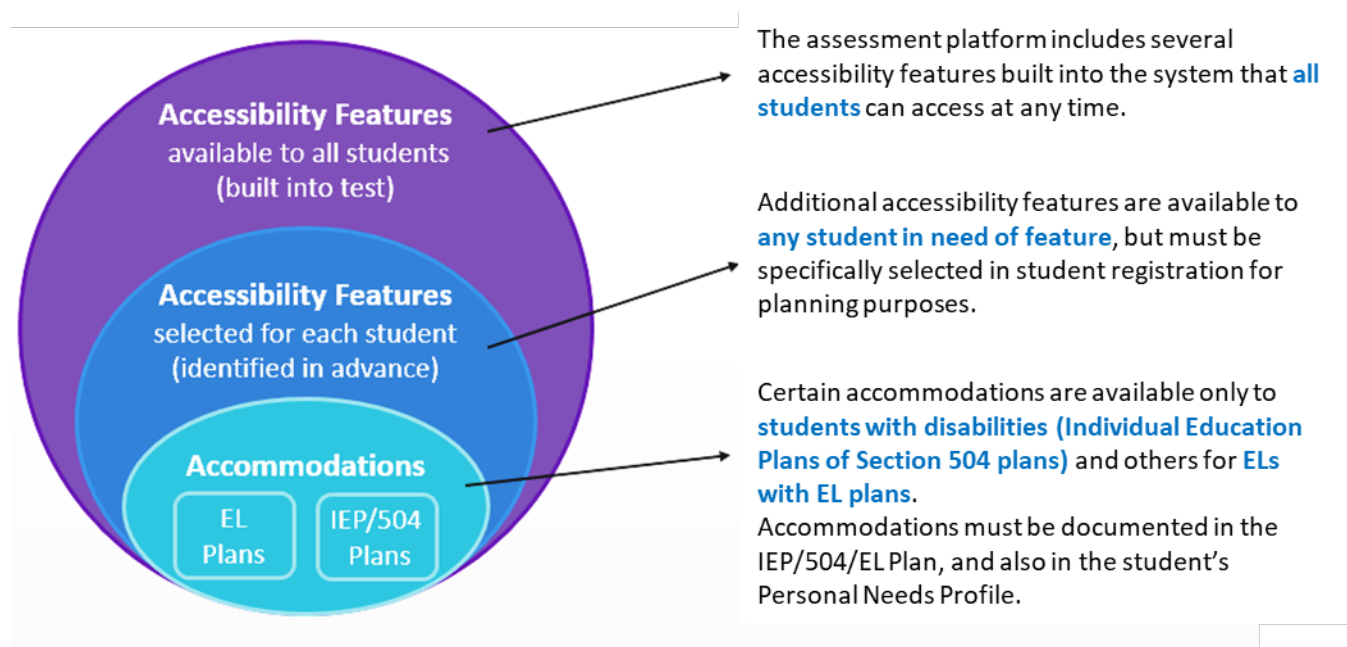 Accessibility Features
available to all students
(built into test)
Accessibility Features
selected for each student
(identified in advance)
Accommodations
EL
Plans
IEP/504
Plans
The assessment platform includes several
accessibility features built into the system that all
students can access at any time.
Additional accessibility features are available to
any student in need of feature, but must be
specifically selected in student registration for
planning purposes.
Certain accommodations are available only to
students with disabilities (Individual Education
Plans of Section 504 plans) and others for ELs
with EL plans.
Accommodations must be documented in the
IEP/504/EL Plan, and also in the student’s
Personal Needs Profile.